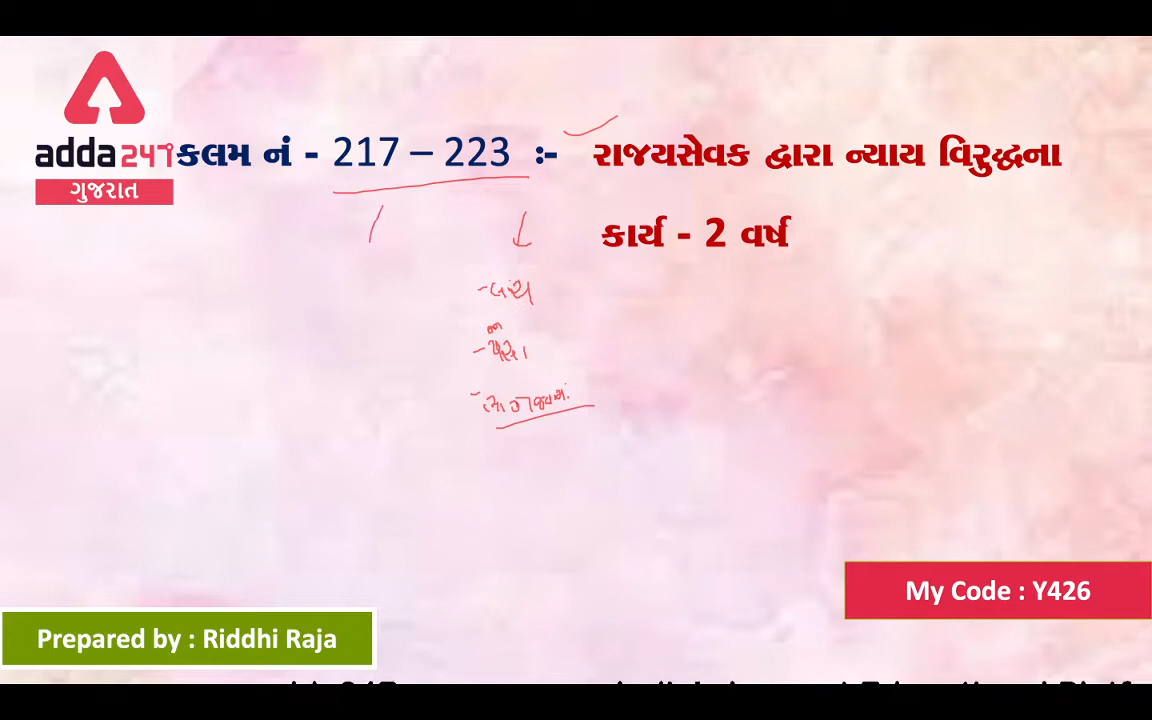 adda247
ગુજરાત
કલમ નં - 217 – 223 :- રાજયસેવક દ્વારા ન્યાય વિરુદ્ધના
કાર્ય - 2 વર્ષ
- લાંચ
My Code : Y426
Prepared by : Riddhi Raja